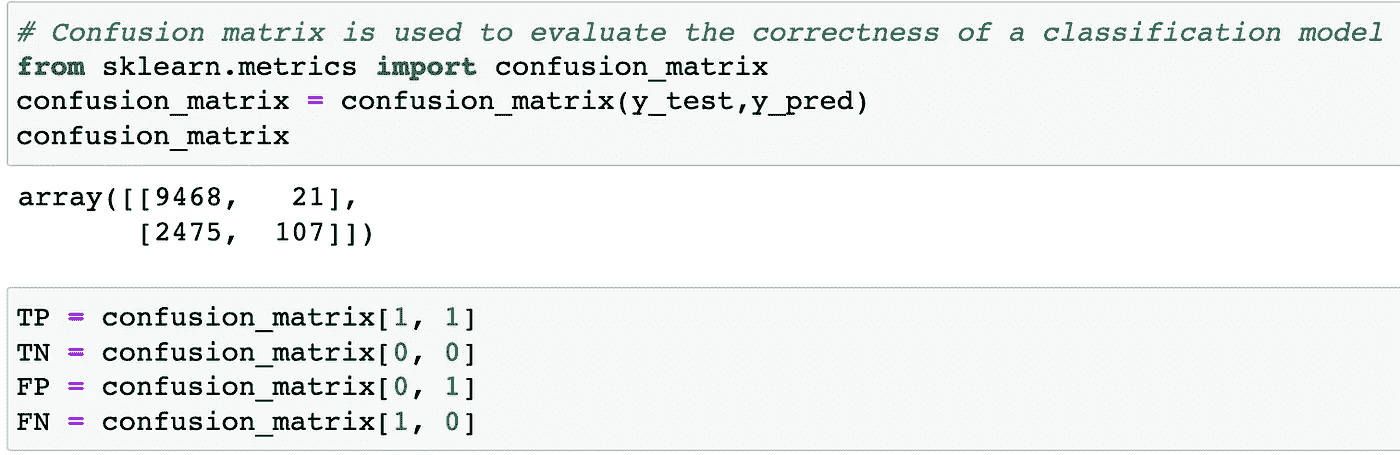 # Confusion matrix is used to evaluate the correctness of a classification model
from sklearn.metrics import confusion_matrix
confusion_matrix = confusion_matrix(y_test,y_pred)
confusion_matrix
array([[9468,   21],
       [2475,  107]])
TP = confusion_matrix[1, 1]
TN = confusion_matrix[0, 0]
FP = confusion_matrix[0, 1]
FN = confusion_matrix[1, 0]